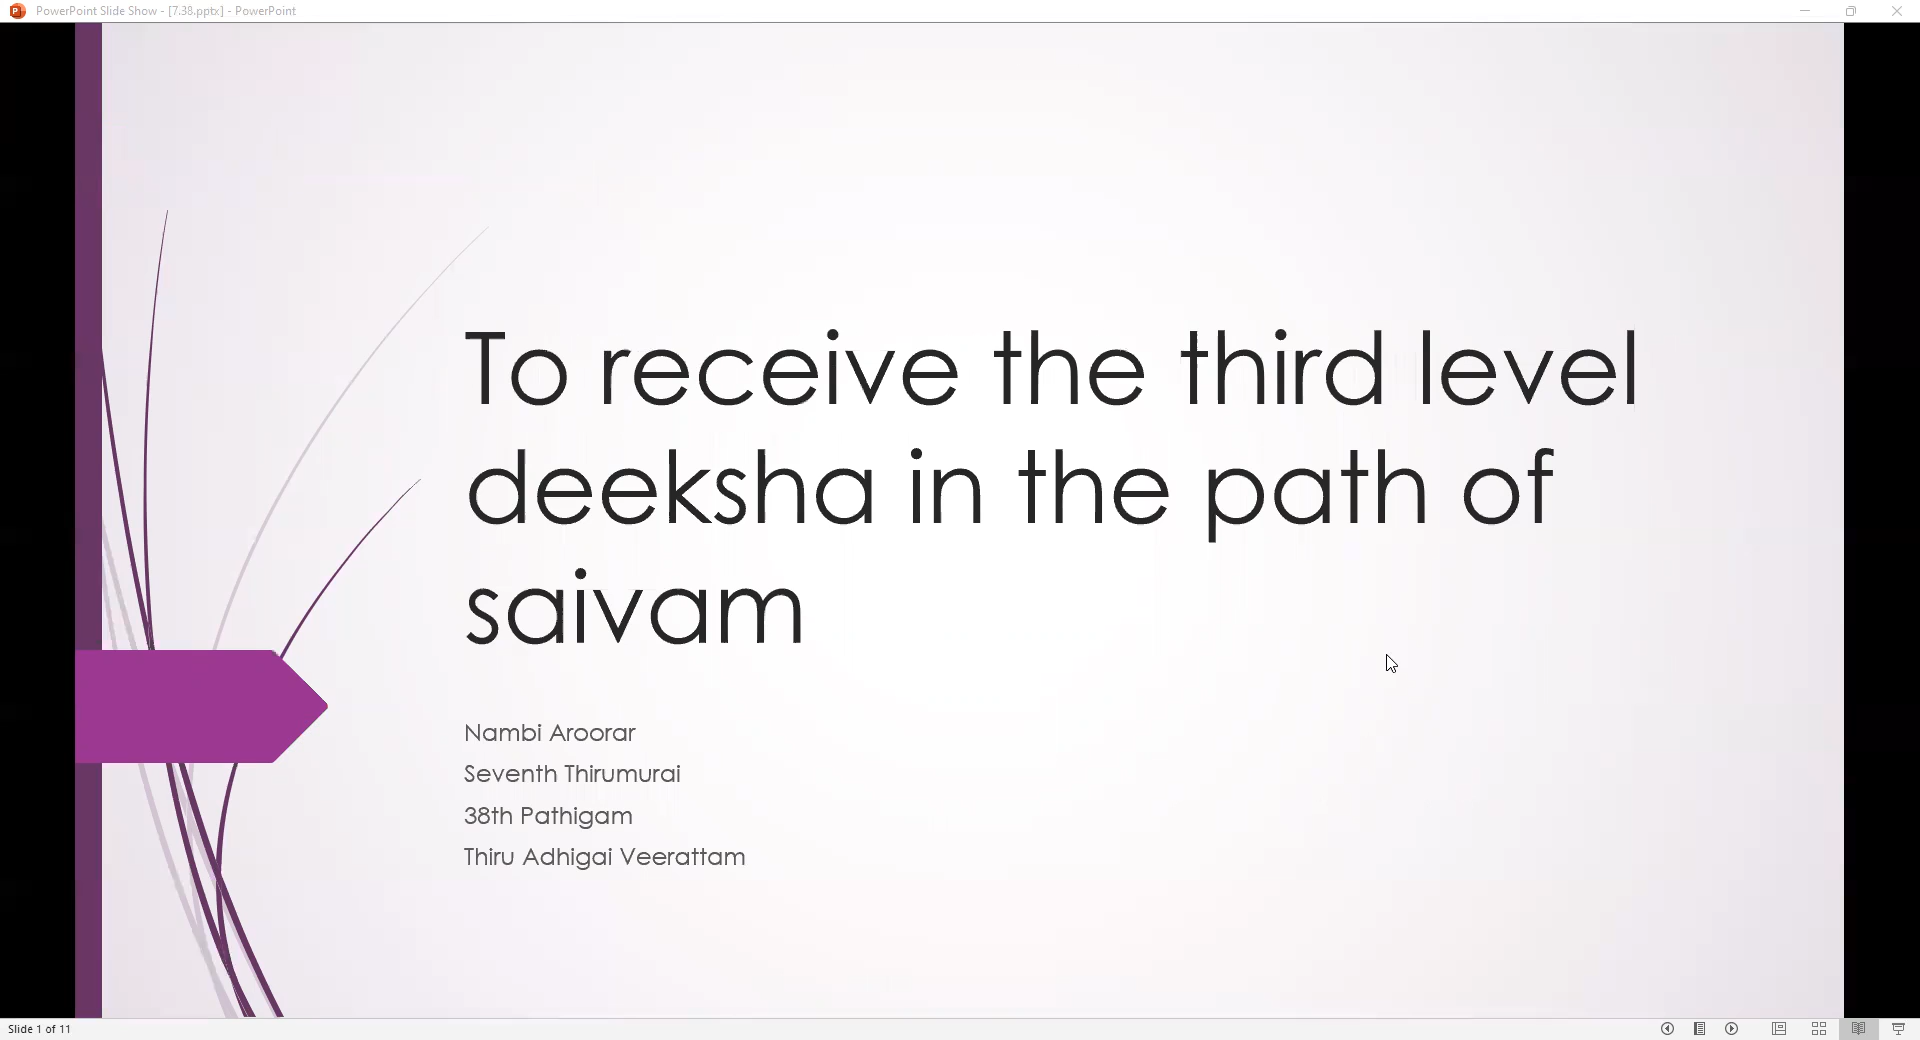 PowerPoint Slide Show - [7.38.pptx] - PowerPoint
To receive the third level
deeksha in the path of
saivam
Nambi Aroorar
Seventh Thirumurai
38th Pathigam
Thiru Adhigai Veerattam
Slide 1 of 11